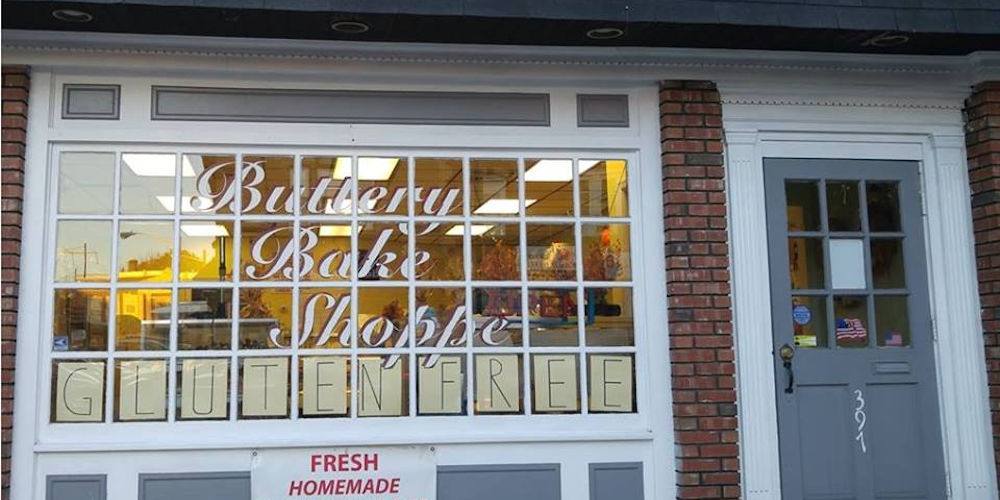 Buttery
Bake
Shoppe
GLUTEN FREE
FRESH
HOMEMADE
391